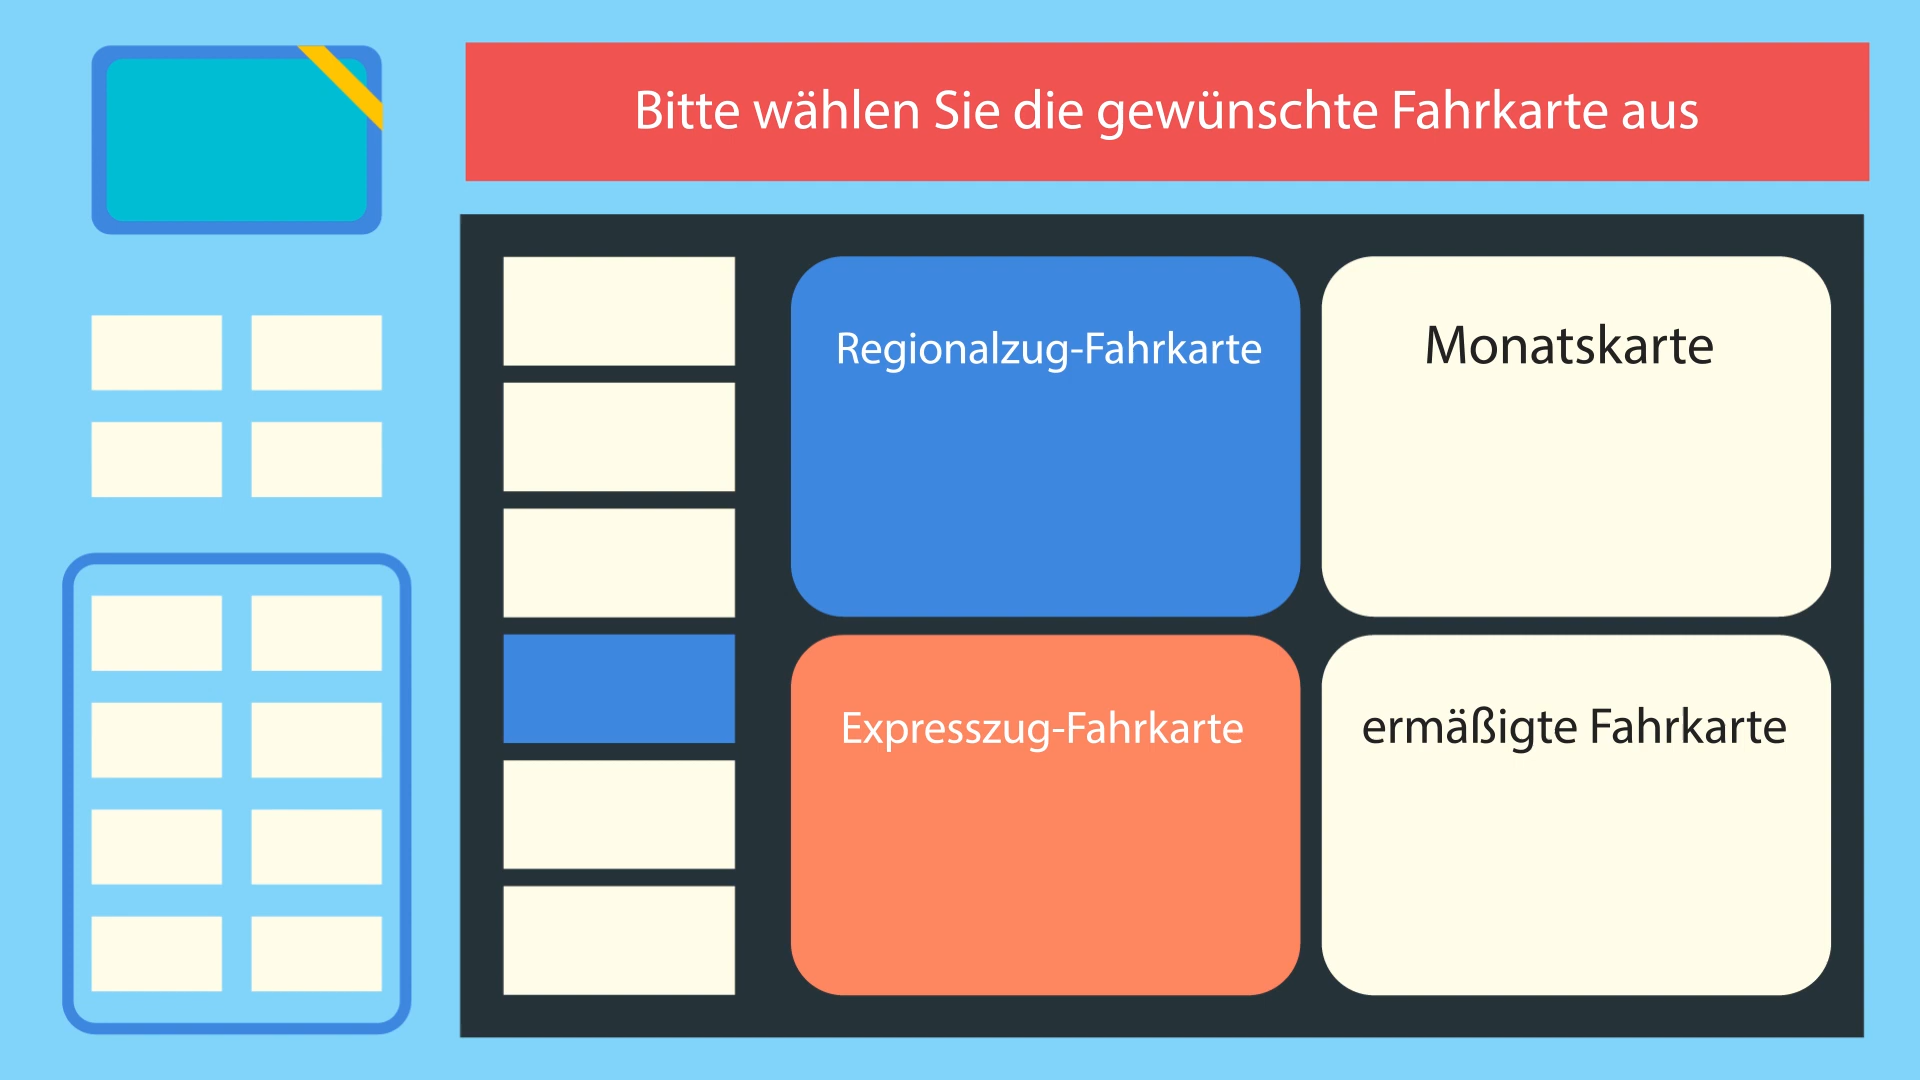 Bitte wählen Sie die gewünschte Fahrkarte aus
Regionalzug-Fahrkarte
Monatskarte
Expresszug-Fahrkarte
ermäßigte Fahrkarte